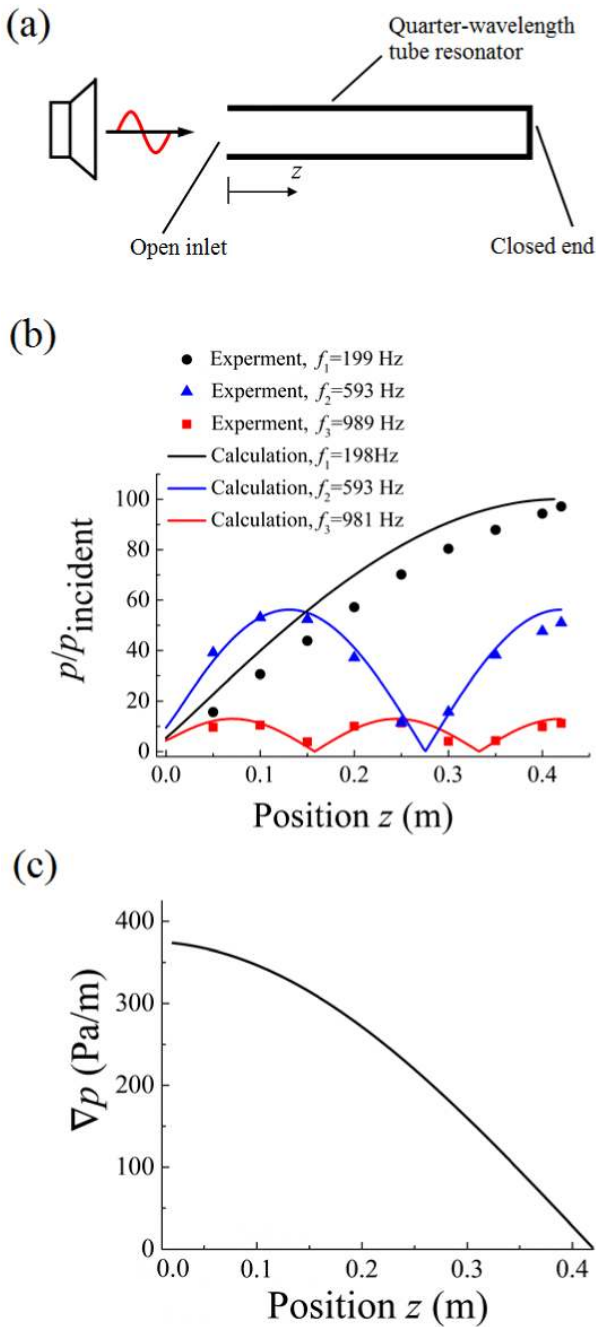 (a)
Quarter-wavelength
tube resonator
z
Open inlet
Closed end
(b)
Experment, f1=199 Hz
Experment, f2=593 Hz
Experment, f3=989 Hz
Calculation, f1=198Hz
Calculation, f2=593 Hz
Calculation, f3=981 Hz
100
80
60
40
20
0
p/pincident
0.0 0.1 0.2 0.3 0.4
Position z (m)
(c)
400
300
200
100
0
∇p (Pa/m)
0.0 0.1 0.2 0.3 0.4
Position z (m)